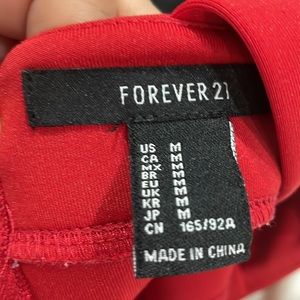 FOREVER 21
US M
CA M
MX M
BR M
EU M
UK M
KR M
JP M
CN 165/92A
MADE IN CHINA